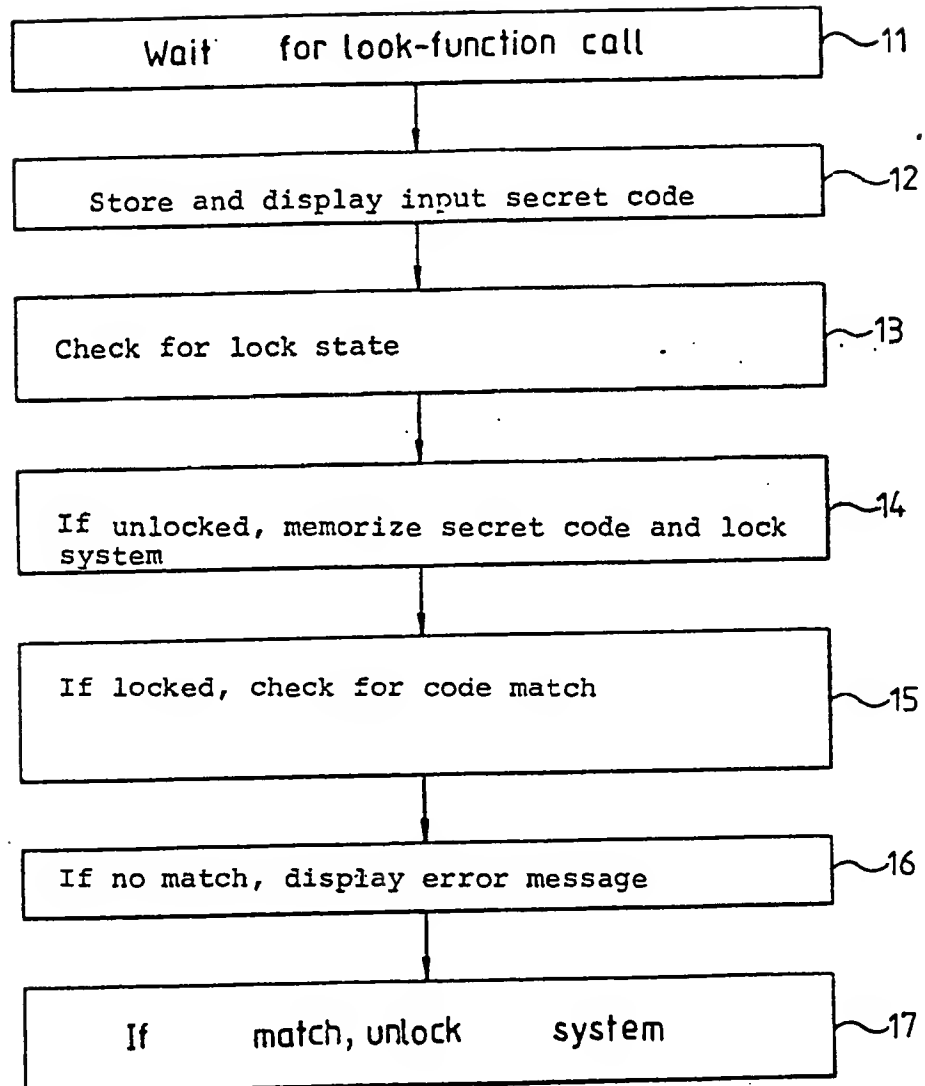 Wait for look-function call
11
Store and display input secret code
12
Check for lock state
13
If unlocked, memorize secret code and lock
system
14
If locked, check for code match
15
If no match, display error message
16
If match, unlock system
17